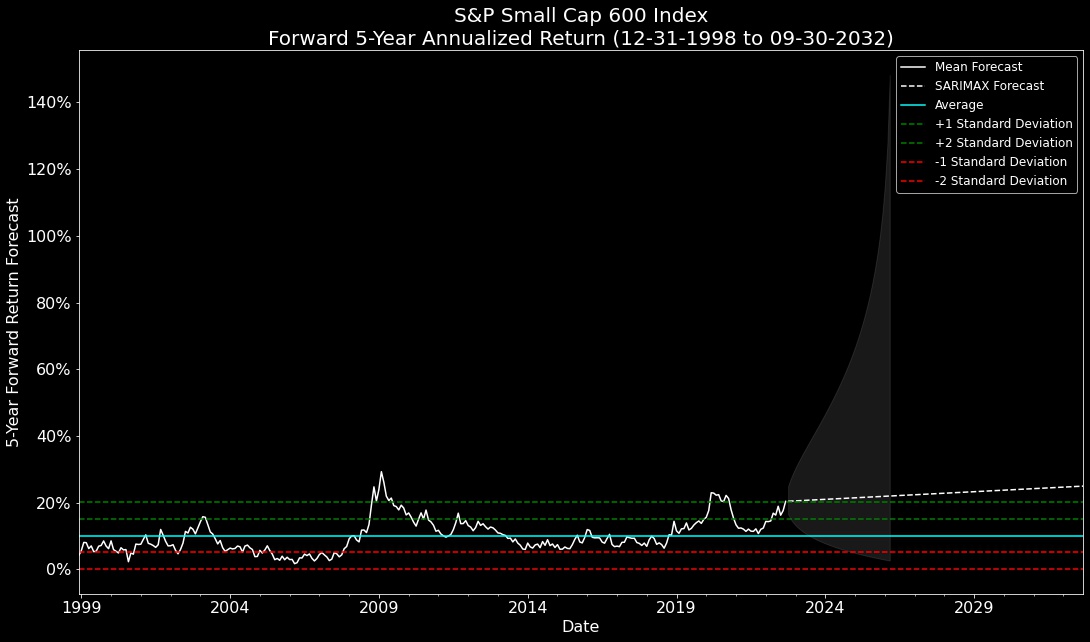 S&P Small Cap 600 Index
Forward 5-Year Annualized Return (12-31-1998 to 09-30-2032)
Mean Forecast
SARIMAX Forecast
Average
+1 Standard Deviation
+2 Standard Deviation
-1 Standard Deviation
-2 Standard Deviation
5-Year Forward Return Forecast
140%
120%
100%
80%
60%
40%
20%
0%
1999 2004 2009 2014 2019 2024 2029
Date